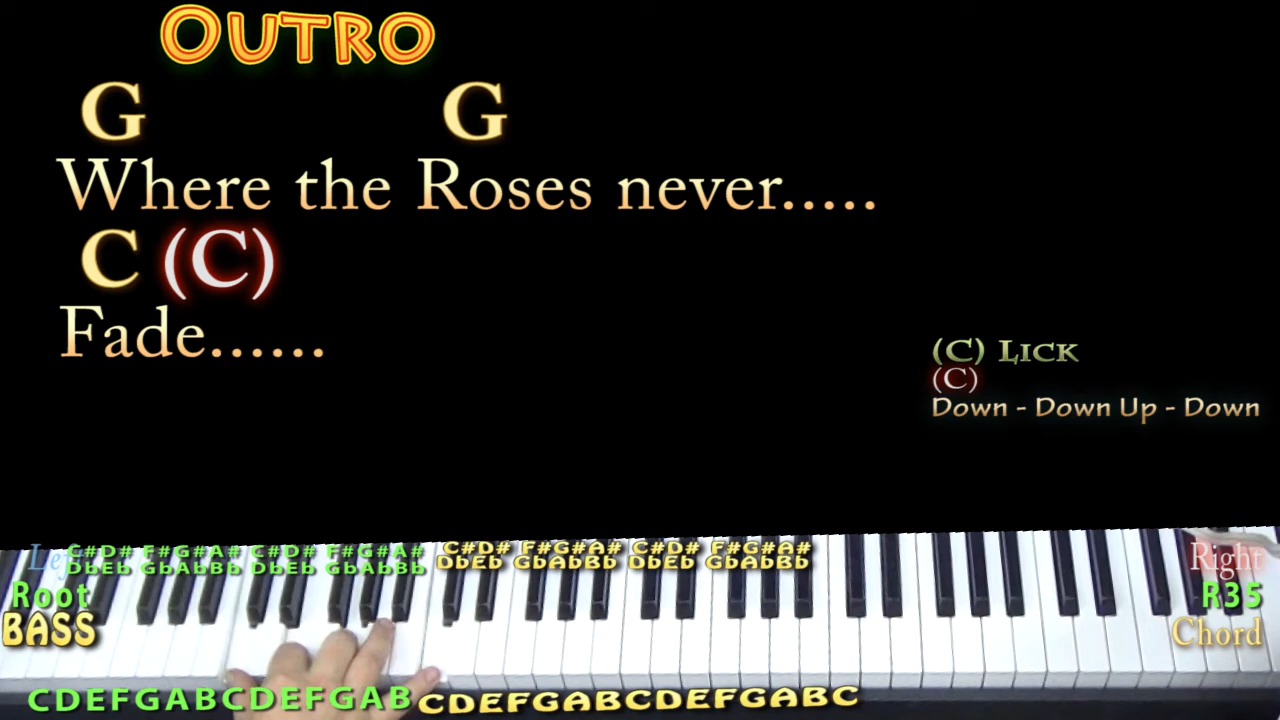 OUTRO
G G
Where the Roses never.....
C (C)
Fade......
(C) LICK
(C)
Down - Down Up - Down
Left
C#D# F#G#A# C#D# F#G#A# C#D# F#G#A# C#D# F#G#A#
DbEb GbAbBb DbEb GbAbBb DbEb GbAbBb DbEb GbAbBb
Root
BASS
Right
R35
Chord
CDEFGABCDEFGAB CDEFGABCDEFGABC